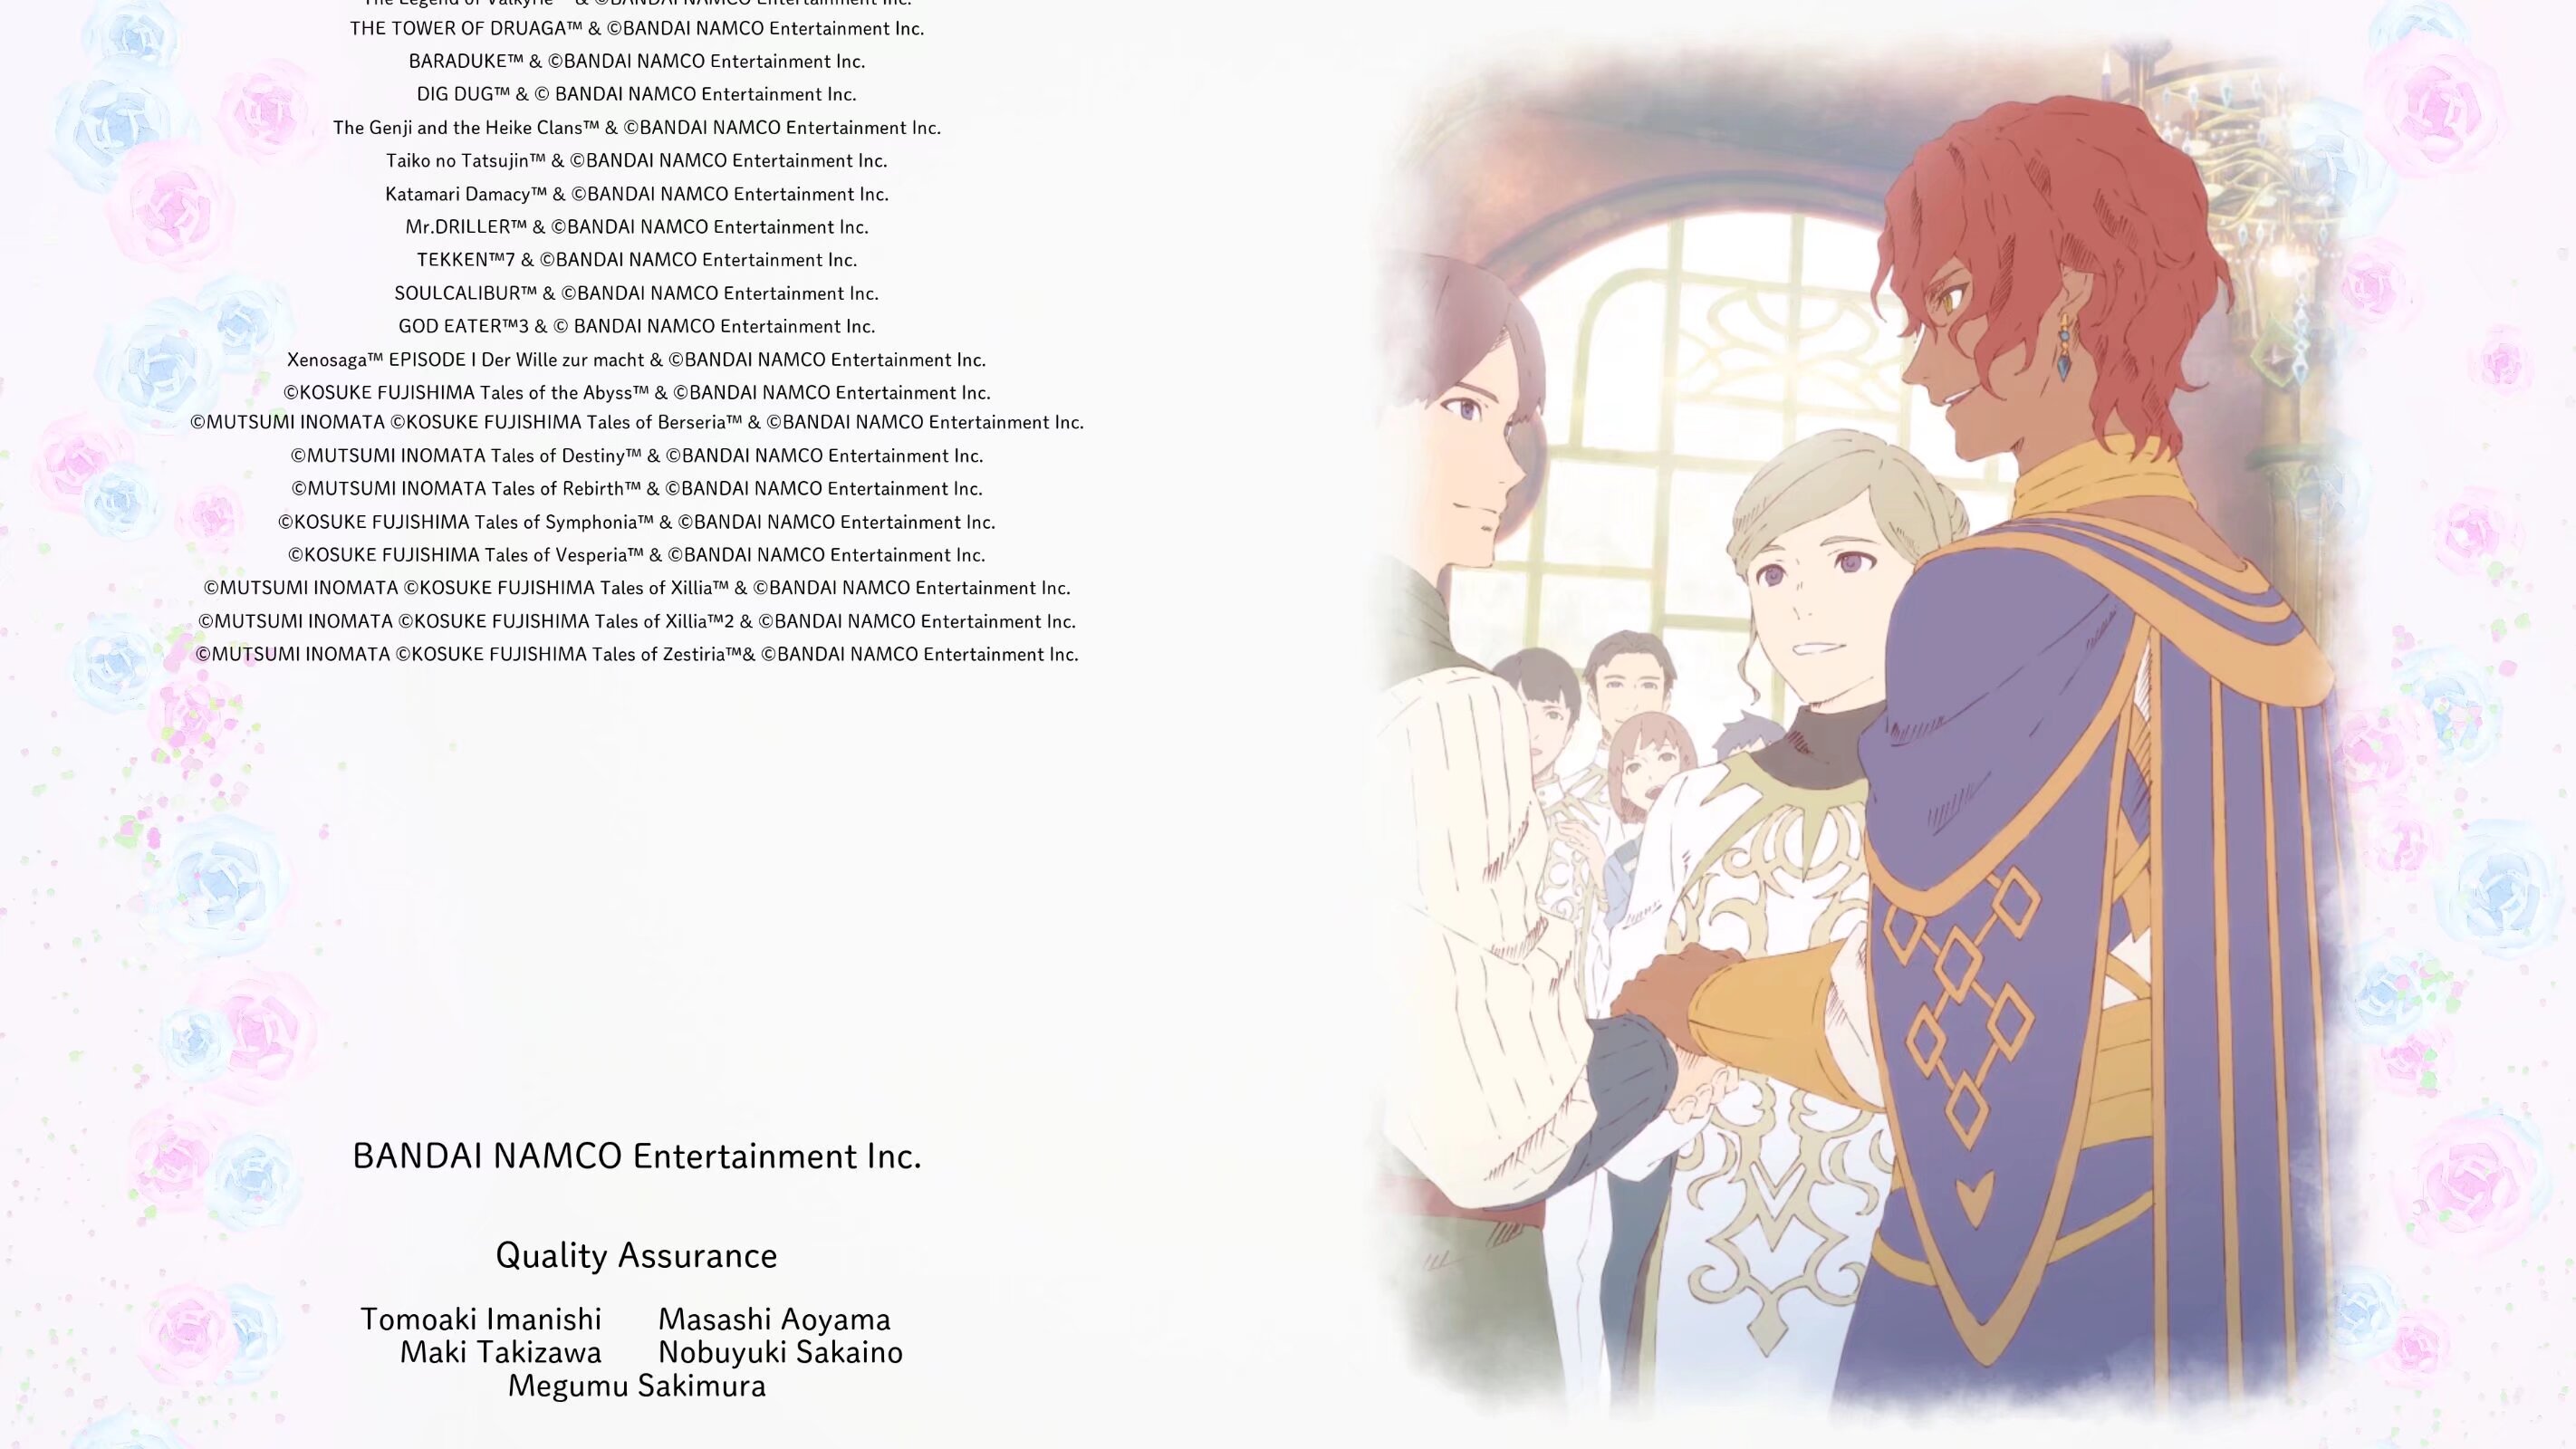 The Legend of Valkyrie™ & ©BANDAI NAMCO Entertainment Inc.
THE TOWER OF DRUAGA™ & ©BANDAI NAMCO Entertainment Inc.
BARADUKE™ & ©BANDAI NAMCO Entertainment Inc.
DIG DUG™ & © BANDAI NAMCO Entertainment Inc.
The Genji and the Heike Clans™ & ©BANDAI NAMCO Entertainment Inc.
Taiko no Tatsujin™ & ©BANDAI NAMCO Entertainment Inc.
Katamari Damacy™ & ©BANDAI NAMCO Entertainment Inc.
Mr.DRILLER™ & ©BANDAI NAMCO Entertainment Inc.
TEKKEN™7 & ©BANDAI NAMCO Entertainment Inc.
SOULCALIBUR™ & ©BANDAI NAMCO Entertainment Inc.
GOD EATER™3 & © BANDAI NAMCO Entertainment Inc.
Xenosaga™ EPISODE I Der Wille zur macht & ©BANDAI NAMCO Entertainment Inc.
©KOSUKE FUJISHIMA Tales of the Abyss™ & ©BANDAI NAMCO Entertainment Inc.
©MUTSUMI INOMATA ©KOSUKE FUJISHIMA Tales of Berseria™ & ©BANDAI NAMCO Entertainment Inc.
©MUTSUMI INOMATA Tales of Destiny™ & ©BANDAI NAMCO Entertainment Inc.
©MUTSUMI INOMATA Tales of Rebirth™ & ©BANDAI NAMCO Entertainment Inc.
©KOSUKE FUJISHIMA Tales of Symphonia™ & ©BANDAI NAMCO Entertainment Inc.
©KOSUKE FUJISHIMA Tales of Vesperia™ & ©BANDAI NAMCO Entertainment Inc.
©MUTSUMI INOMATA ©KOSUKE FUJISHIMA Tales of Xillia™ & ©BANDAI NAMCO Entertainment Inc.
©MUTSUMI INOMATA ©KOSUKE FUJISHIMA Tales of Xillia™2 & ©BANDAI NAMCO Entertainment Inc.
©MUTSUMI INOMATA ©KOSUKE FUJISHIMA Tales of Zestiria™& ©BANDAI NAMCO Entertainment Inc.
BANDAI NAMCO Entertainment Inc.
Quality Assurance
Tomoaki Imanishi Masashi Aoyama
Maki Takizawa Nobuyuki Sakaino
Megumu Sakimura